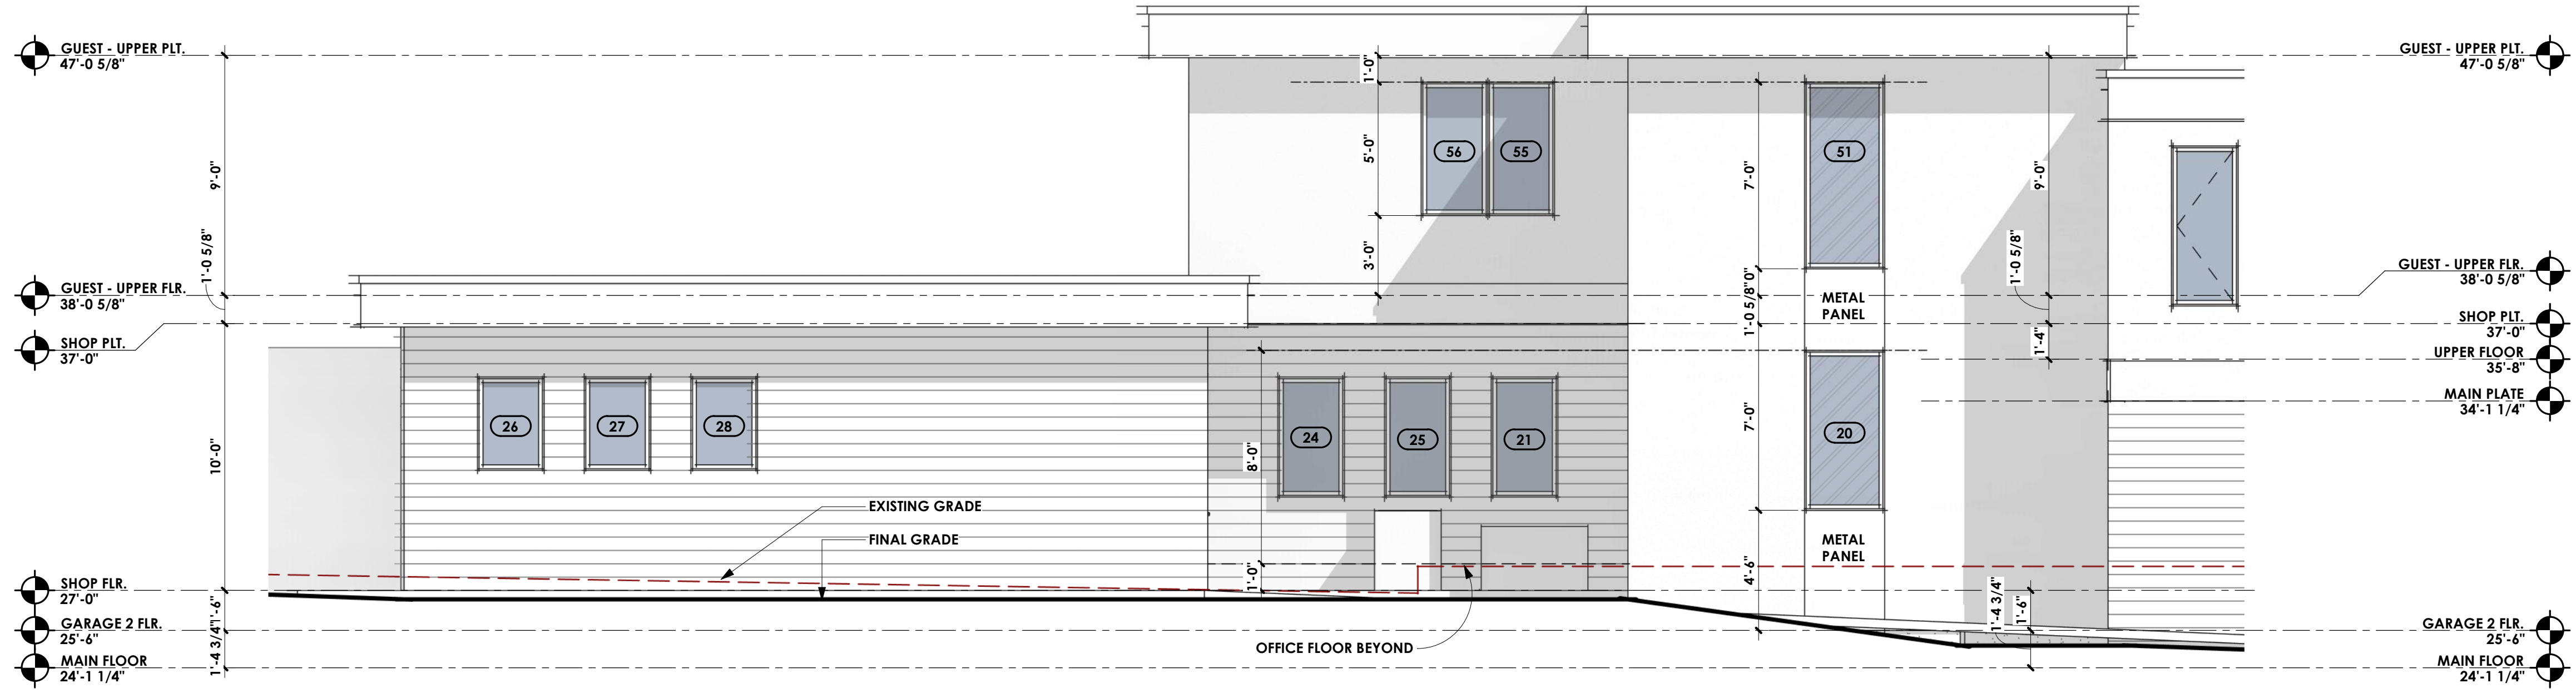 GUEST - UPPER PLT.
47'-0 5/8"
GUEST - UPPER PLT.
47'-0 5/8"
1'-0"
9'-0"
5'-0"
56
55
7'-0"
51
9'-0"
1'-0 5/8"
3'-0"
1'-0 5/8"
GUEST - UPPER FLR.
38'-0 5/8"
GUEST - UPPER FLR.
38'-0 5/8"
1'-0 5/8"
0"
METAL
PANEL
SHOP PLT.
37'-0"
SHOP PLT.
37'-0"
1'-4"
UPPER FLOOR
35'-8"
MAIN PLATE
34'-1 1/4"
10'-0"
26
27
28
8'-0"
24
25
21
7'-0"
20
EXISTING GRADE
FINAL GRADE
METAL
PANEL
1'-0"
4'-6"
SHOP FLR.
27'-0"
1'-4 3/4"
1'-6"
GARAGE 2 FLR.
25'-6"
1'-6"
1'-4 3/4"
GARAGE 2 FLR.
25'-6"
OFFICE FLOOR BEYOND
MAIN FLOOR
24'-1 1/4"
MAIN FLOOR
24'-1 1/4"